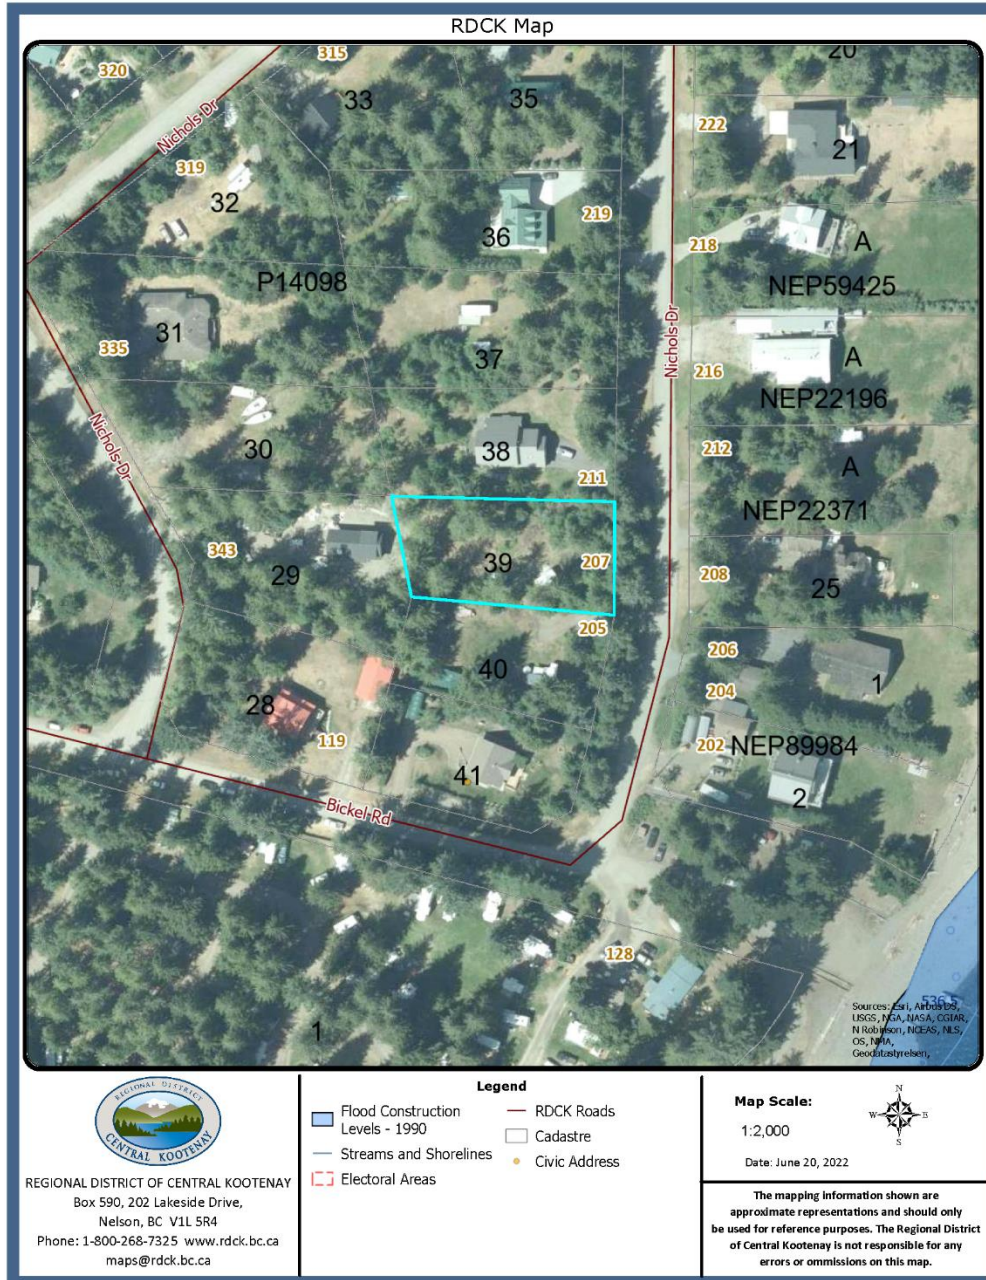 RDCK Map
315
320
20
33
35
222
Nichols Dr
21
319
32
219
36
218
A
P14098
NEP59425
31
335
37
Nichols Dr
A
216
NEP22196
Nichols Dr
30
38
212
A
211
NEP22371
343
29
39
207
208
25
205
40
206
1
28
204
119
202
NEP89984
41
2
Bickel Rd
128
1
536.5
Sources: Esri, Airbus DS,
USGS, NGA, NASA, CGIAR,
N Robinson, NCEAS, NLS,
OS, NMA,
Geodatastyrelsen,
REGIONAL DISTRICT
CENTRAL KOOTENAY
REGIONAL DISTRICT OF CENTRAL KOOTENAY
Box 590, 202 Lakeside Drive,
Nelson, BC V1L 5R4
Phone: 1-800-268-7325 www.rdck.bc.ca
maps@rdck.bc.ca
Legend
Flood Construction
Levels - 1990
Streams and Shorelines
Electoral Areas
RDCK Roads
Cadastre
Civic Address
Map Scale:
1:2,000
N
W
E
S
Date: June 20, 2022
The mapping information shown are
approximate representations and should only
be used for reference purposes. The Regional District
of Central Kootenay is not responsible for any
errors or ommissions on this map.